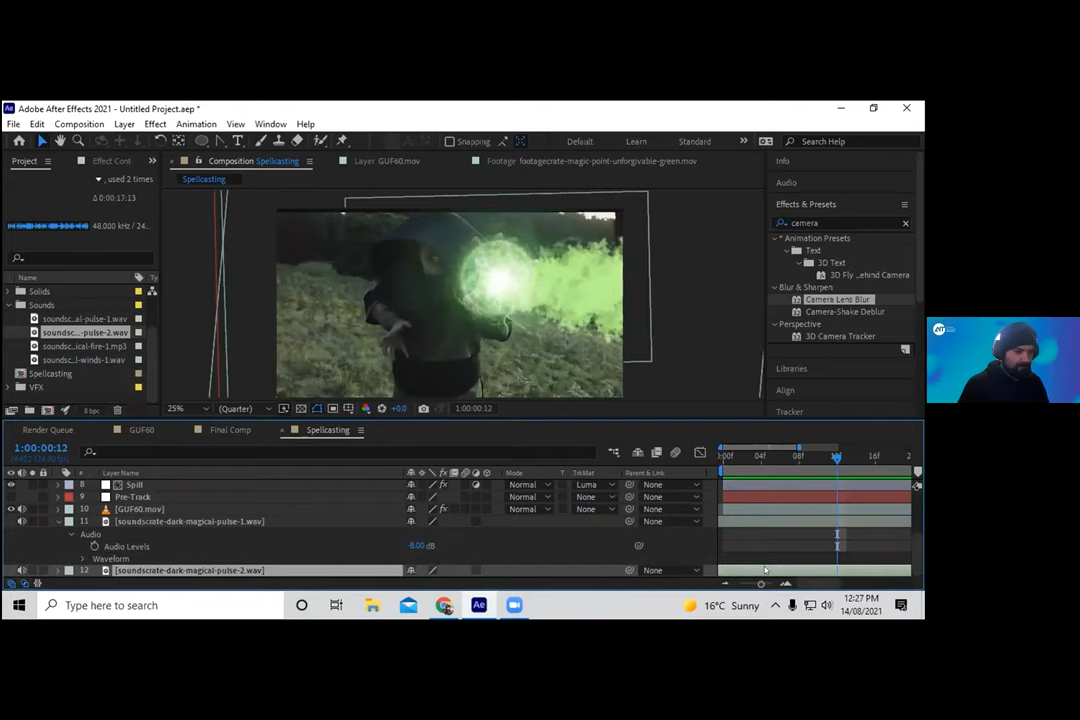 Adobe After Effects 2021 - Untitled Project.aep *
File Edit Composition Layer Effect Animation View Window Help
Snapping Default Learn Standard Search Help
Project Effect Cont Composition Spellcasting Layer GUF60.mov Footage footagecrate-magic-point-unforgivable-green.mov Info
, used 2 times Spellcasting Audio
Δ 0:00:17:13
Effects & Presets
48.000 kHz / 24... camera
* Animation Presets
Text
3D Text
3D Fly ...ehind Camera
Name Ty
Blur & Sharpen
Solids Camera Lens Blur
Sounds Camera-Shake Deblur
soundsc...al-pulse-1.wav Perspective
soundsc...-pulse-2.wav 3D Camera Tracker
soundsc...ical-fire-1.mp3
soundsc...l-winds-1.wav Libraries
Spellcasting
VFX Align
8 bpc 25% (Quarter) +0.0 1:00:00:12 Tracker
Render Queue GUF60 Final Comp Spellcasting
1:00:00:12
:00f 04f 08f 12f 16f 2
# Layer Name Mode T .TrkMat Parent & Link
8 Spill Normal Luma None
9 Pre-Track Normal None None
10 [GUF60.mov] Normal None None
11 [soundscrate-dark-magical-pulse-1.wav] None
Audio
Audio Levels -8.00 dB
Waveform
12 [soundscrate-dark-magical-pulse-2.wav] None
Type here to search Ae 16°C Sunny 12:27 PM
14/08/2021